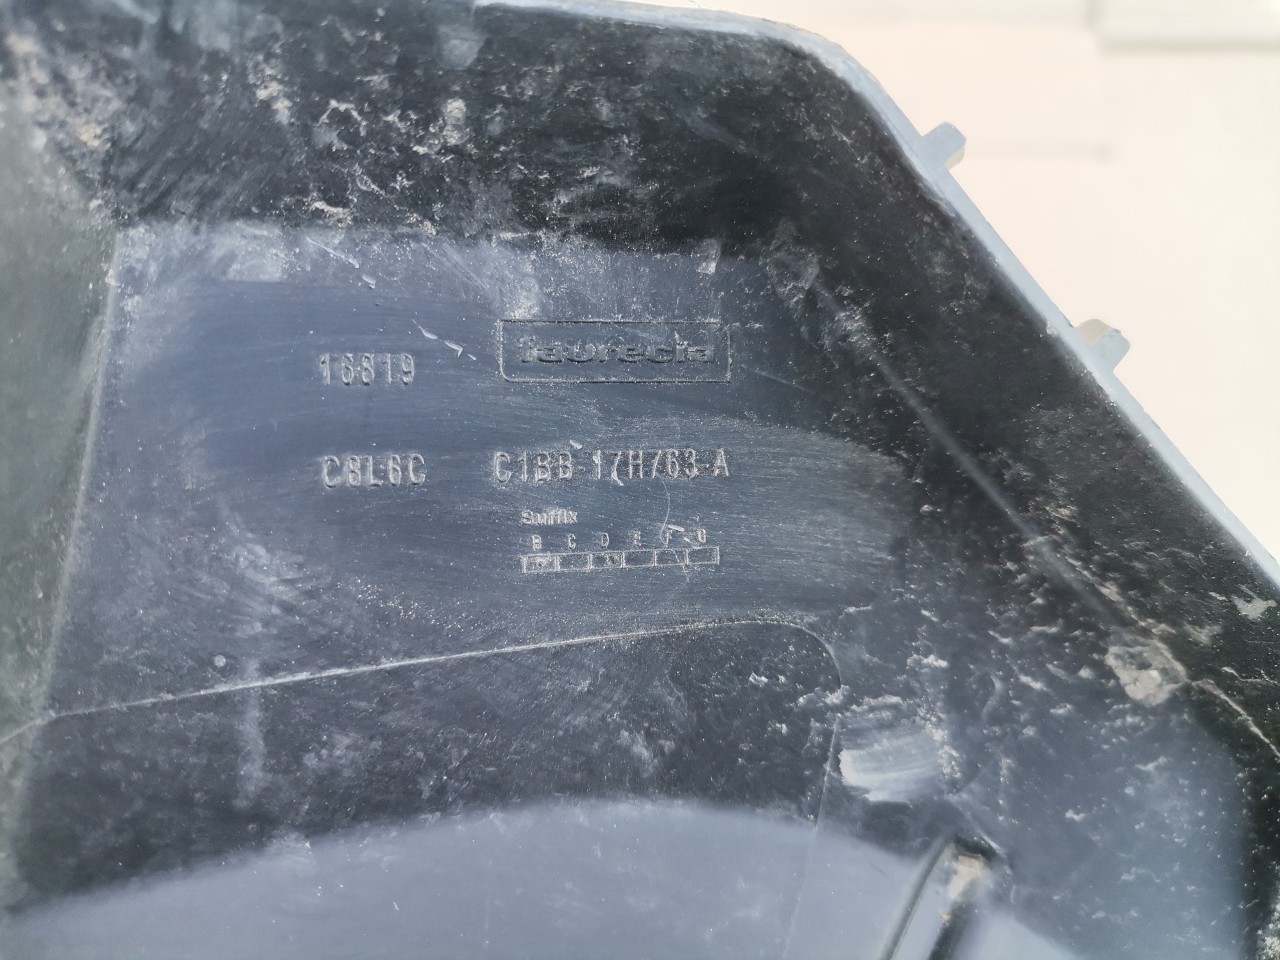 faurecia
16819
C8L6C C1BB-17H763-A
Suffix
B C D E F G